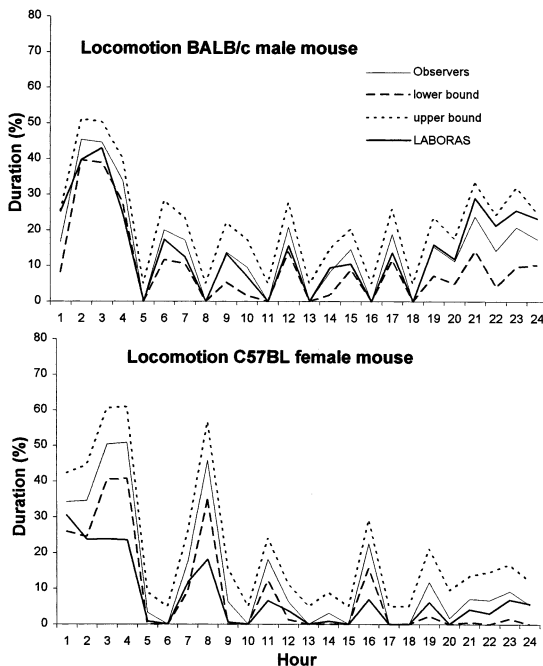 80
Locomotion BALB/c male mouse
70
60
Observers
lower bound
upper bound
LABORAS
50
40
30
20
10
0
Duration (%)
1 2 3 4 5 6 7 8 9 10 11 12 13 14 15 16 17 18 19 20 21 22 23 24
80
Locomotion C57BL female mouse
70
60
50
40
30
20
10
0
Duration (%)
1 2 3 4 5 6 7 8 9 10 11 12 13 14 15 16 17 18 19 20 21 22 23 24
Hour